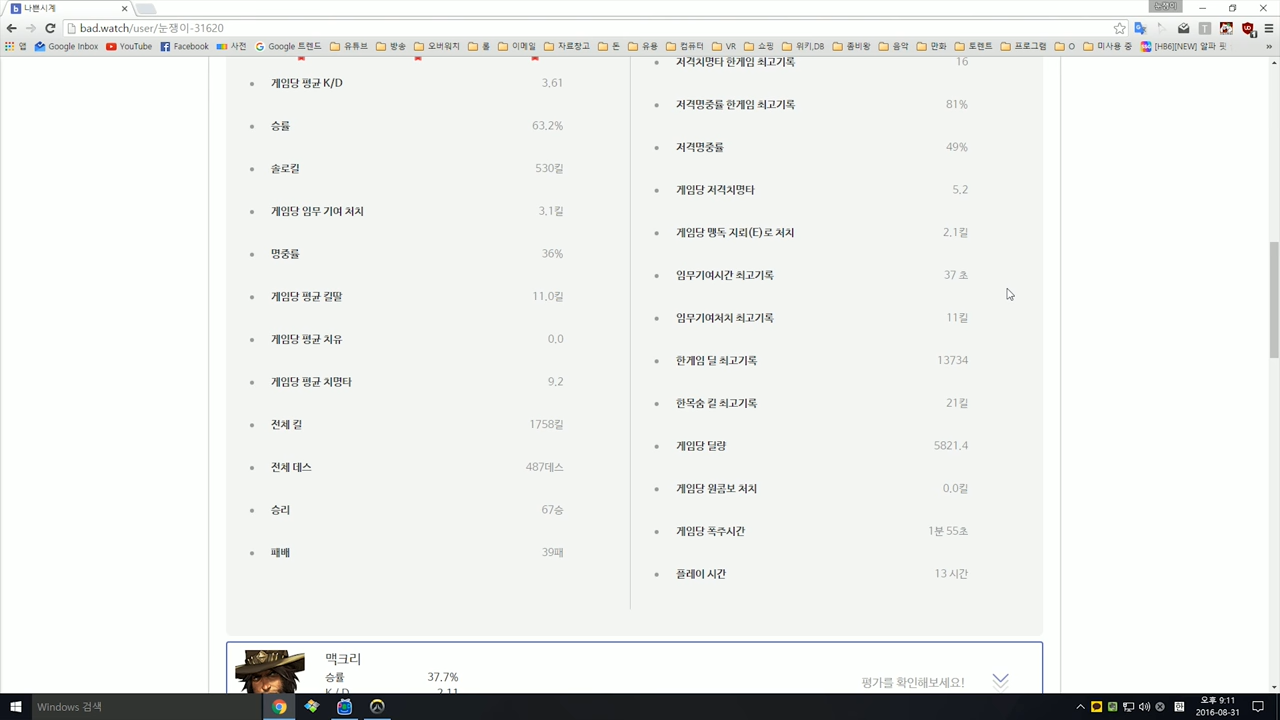 나쁜시계
눈쟁이
bad.watch/user/눈쟁이-31620
앱 Google Inbox YouTube Facebook 사전 Google 트렌드 유튜브 방송 오버워치 롤 이메일 자료창고 돈 유용 컴퓨터 VR 쇼핑 위키,DB 좀비왕 음악 만화 토렌트 프로그램 O 미사용 중 [HB6][NEW] 알파 핏
게임당 평균 K/D 3.61
승률 63.2%
솔로킬 530킬
게임당 임무 기여 처치 3.1킬
명중률 36%
게임당 평균 킬딸 11.0킬
게임당 평균 치유 0.0
게임당 평균 치명타 9.2
전체 킬 1758킬
전체 데스 487데스
승리 67승
패배 39패
저격치명타 한게임 최고기록 16
저격명중률 한게임 최고기록 81%
저격명중률 49%
게임당 저격치명타 5.2
게임당 맹독 지뢰(E)로 처치 2.1킬
임무기여시간 최고기록 37 초
임무기여처치 최고기록 11킬
한게임 딜 최고기록 13734
한목숨 킬 최고기록 21킬
게임당 딜량 5821.4
게임당 원콤보 처치 0.0킬
게임당 폭주시간 1분 55초
플레이 시간 13 시간
맥크리
승률 37.7%
K / D 2.11
평가를 확인해보세요!
Windows 검색
오후 9:11
2016-08-31